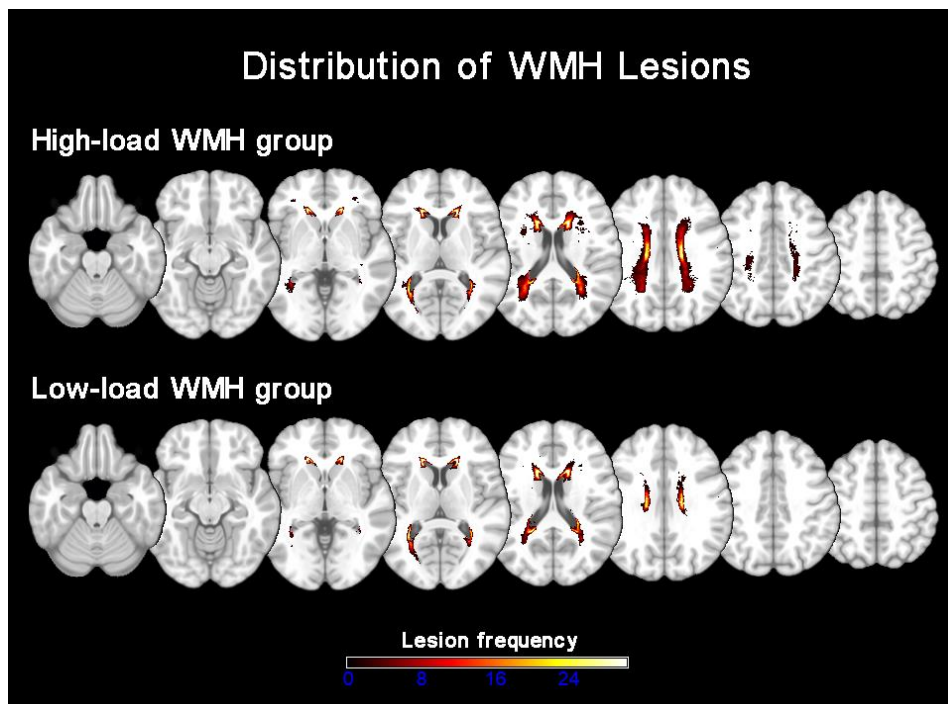 Distribution of WMH Lesions
High-load WMH group
Low-load WMH group
Lesion frequency
0 8 16 24